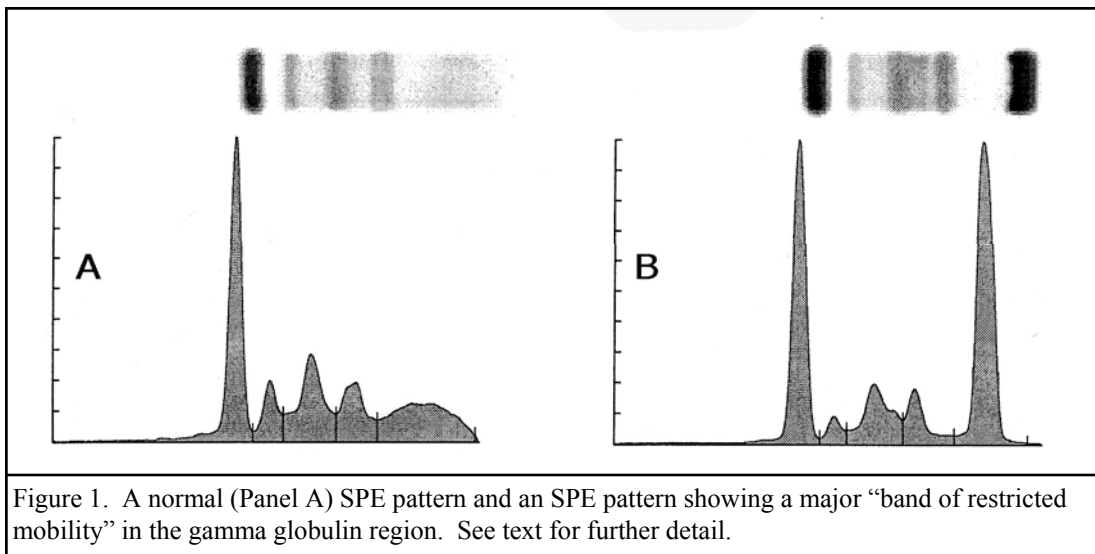 A
B
Figure 1.  A normal (Panel A) SPE pattern and an SPE pattern showing a major “band of restricted
mobility” in the gamma globulin region.  See text for further detail.